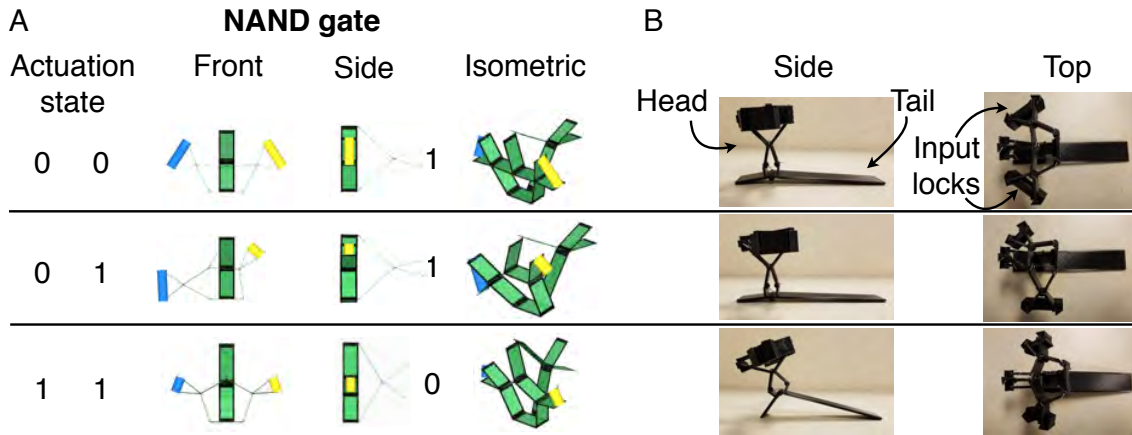 A
NAND gate
B
Actuation state
Front
Side
Isometric
Side
Top
Head
Tail
Input locks
0 0
1
0 1
1
1 1
0